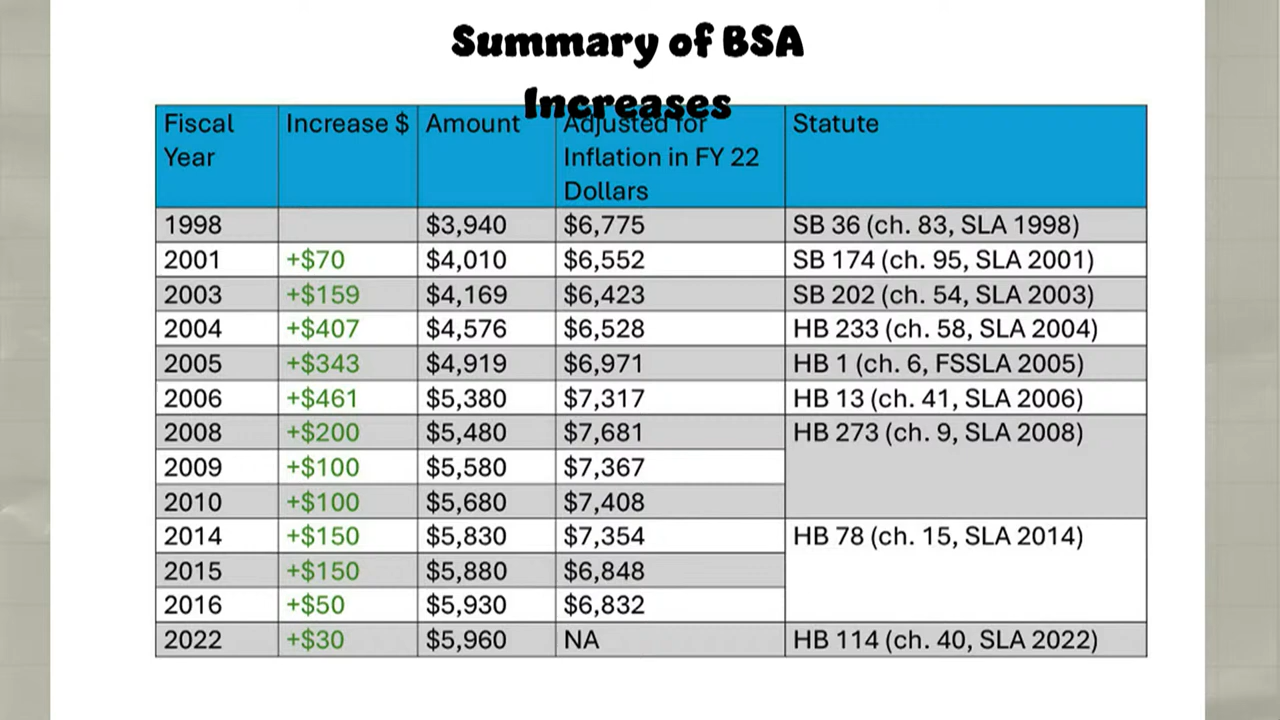 Summary of BSA
Increases
Fiscal Year Increase $ Amount Adjusted for Inflation in FY 22 Dollars Statute
1998 $3,940 $6,775 SB 36 (ch. 83, SLA 1998)
2001 +$70 $4,010 $6,552 SB 174 (ch. 95, SLA 2001)
2003 +$159 $4,169 $6,423 SB 202 (ch. 54, SLA 2003)
2004 +$407 $4,576 $6,528 HB 233 (ch. 58, SLA 2004)
2005 +$343 $4,919 $6,971 HB 1 (ch. 6, FSSLA 2005)
2006 +$461 $5,380 $7,317 HB 13 (ch. 41, SLA 2006)
2008 +$200 $5,480 $7,681 HB 273 (ch. 9, SLA 2008)
2009 +$100 $5,580 $7,367
2010 +$100 $5,680 $7,408
2014 +$150 $5,830 $7,354 HB 78 (ch. 15, SLA 2014)
2015 +$150 $5,880 $6,848
2016 +$50 $5,930 $6,832
2022 +$30 $5,960 NA HB 114 (ch. 40, SLA 2022)